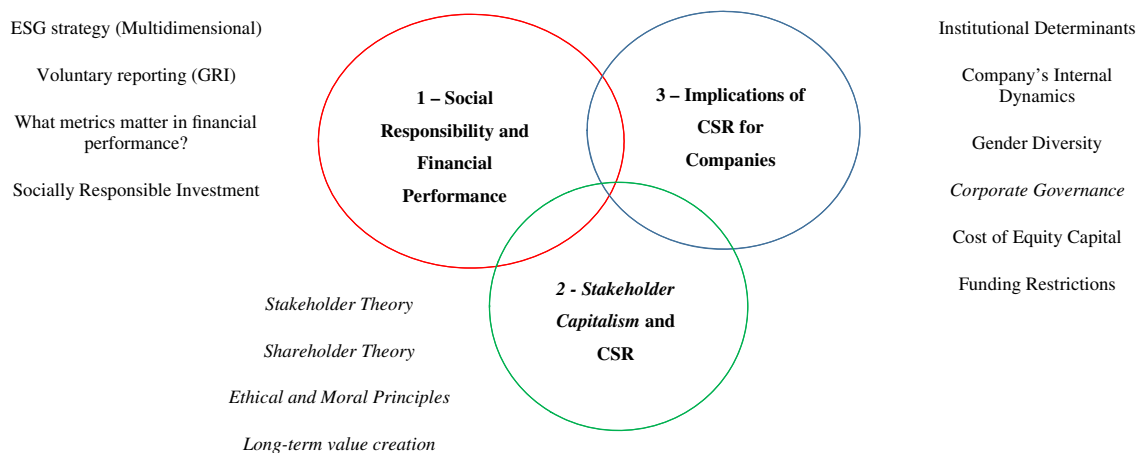 ESG strategy (Multidimensional)
Voluntary reporting (GRI)
What metrics matter in financial
performance?
Socially Responsible Investment
1 – Social
Responsibility and
Financial
Performance
3 – Implications of
CSR for
Companies
Institutional Determinants
Company’s Internal
Dynamics
Gender Diversity
Corporate Governance
Cost of Equity Capital
Funding Restrictions
2 - Stakeholder
Capitalism and
CSR
Stakeholder Theory
Shareholder Theory
Ethical and Moral Principles
Long-term value creation